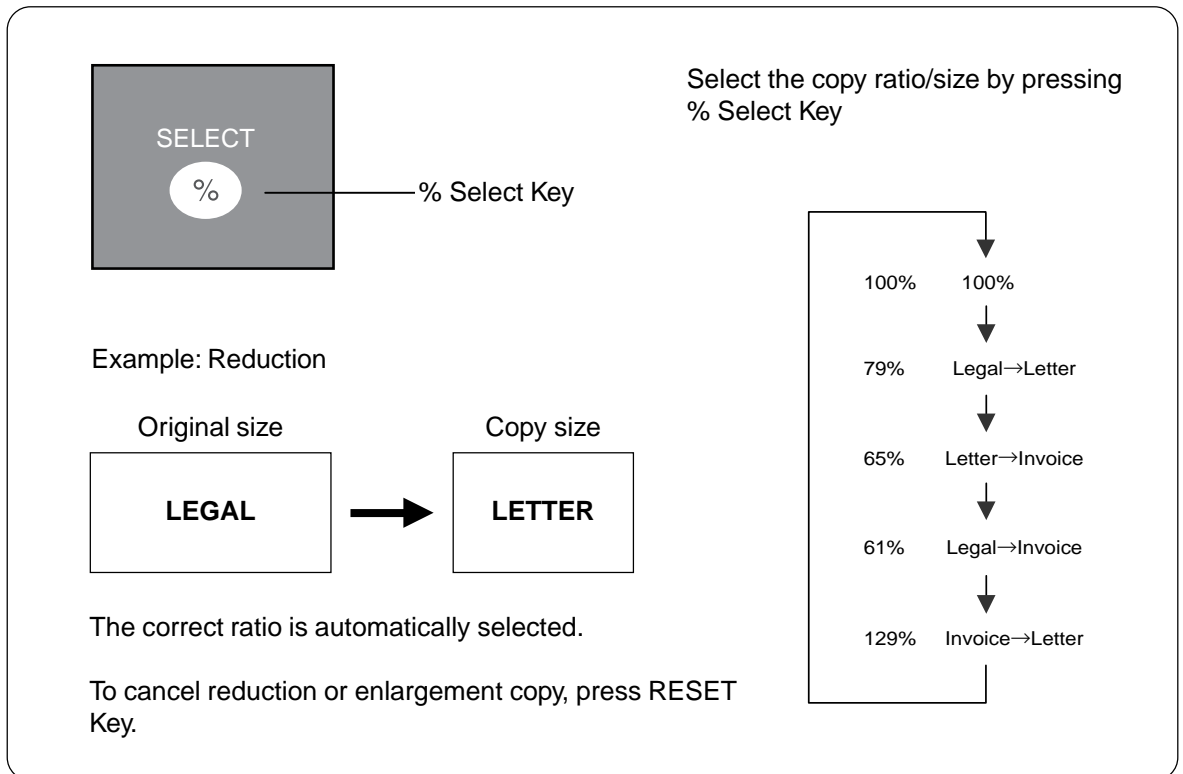 SELECT
%
% Select Key
Select the copy ratio/size by pressing
% Select Key
Example: Reduction
Original size
Copy size
LEGAL
LETTER
The correct ratio is automatically selected.
To cancel reduction or enlargement copy, press RESET
Key.
100% 100%
79% Legal→Letter
65% Letter→Invoice
61% Legal→Invoice
129% Invoice→Letter